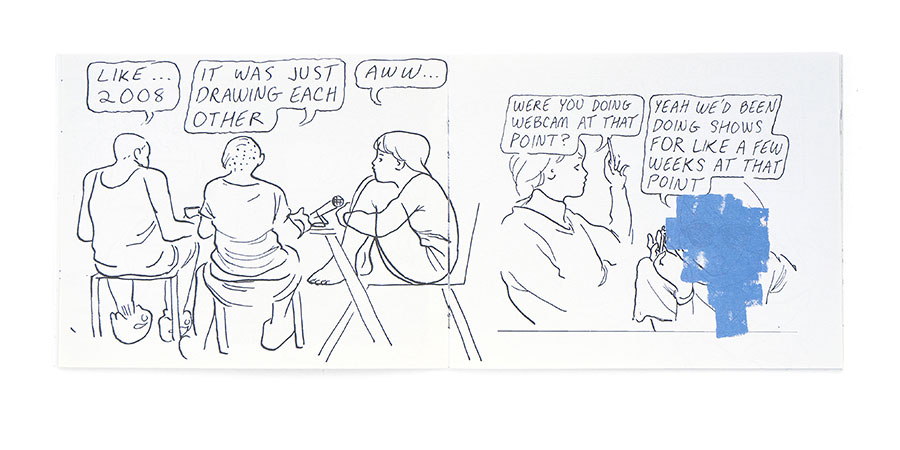 LIKE...
2008
IT WAS JUST
DRAWING EACH
OTHER
AWW...
WERE YOU DOING
WEBCAM AT THAT
POINT?
YEAH WE'D BEEN
DOING SHOWS
FOR LIKE A FEW
WEEKS AT THAT
POINT